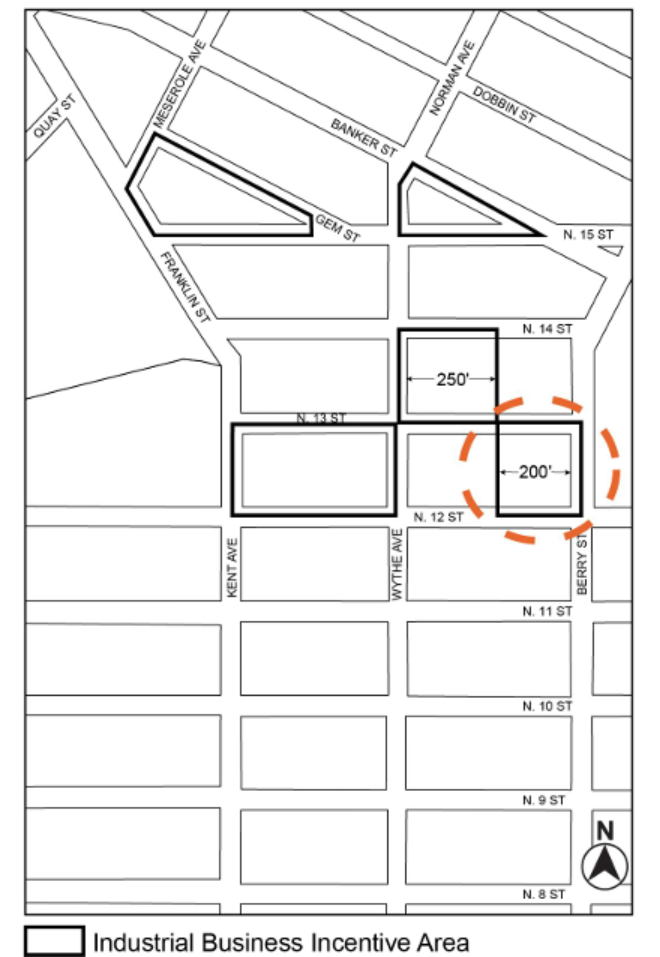 MESEROLE AVE
NORMAN AVE
QUAY ST
DOBBIN ST
BANKER ST
GEM ST
N. 15 ST
FRANKLIN ST
N. 14 ST
250'
N. 13 ST
200'
N. 12 ST
KENT AVE
WYTHE AVE
BERRY ST
N. 11 ST
N. 10 ST
N. 9 ST
N
N. 8 ST
Industrial Business Incentive Area